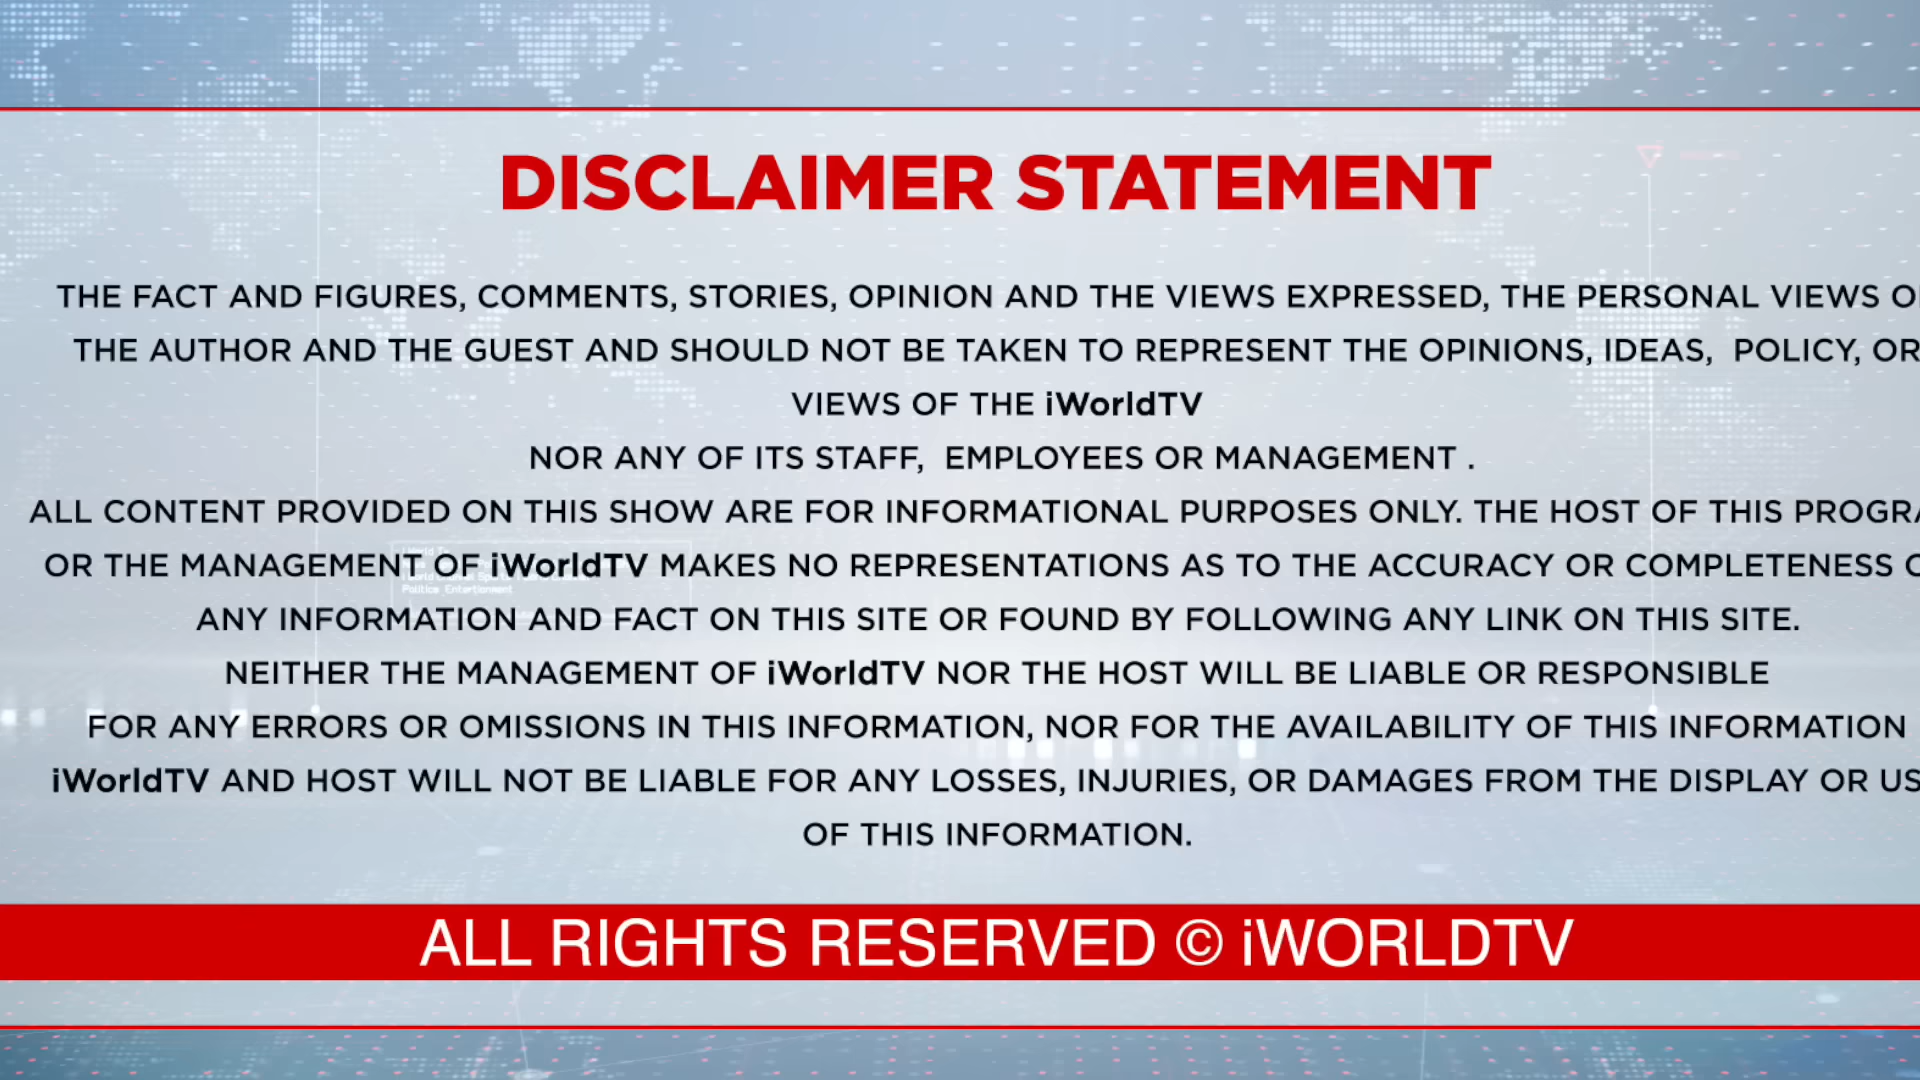 DISCLAIMER STATEMENT
THE FACT AND FIGURES, COMMENTS, STORIES, OPINION AND THE VIEWS EXPRESSED, THE PERSONAL VIEWS O
THE AUTHOR AND THE GUEST AND SHOULD NOT BE TAKEN TO REPRESENT THE OPINIONS, IDEAS, POLICY, OR
VIEWS OF THE iWorldTV
NOR ANY OF ITS STAFF, EMPLOYEES OR MANAGEMENT .
ALL CONTENT PROVIDED ON THIS SHOW ARE FOR INFORMATIONAL PURPOSES ONLY. THE HOST OF THIS PROGRA
OR THE MANAGEMENT OF iWorldTV MAKES NO REPRESENTATIONS AS TO THE ACCURACY OR COMPLETENESS O
Politics Entertionment
ANY INFORMATION AND FACT ON THIS SITE OR FOUND BY FOLLOWING ANY LINK ON THIS SITE.
NEITHER THE MANAGEMENT OF iWorldTV NOR THE HOST WILL BE LIABLE OR RESPONSIBLE
FOR ANY ERRORS OR OMISSIONS IN THIS INFORMATION, NOR FOR THE AVAILABILITY OF THIS INFORMATION
iWorldTV AND HOST WILL NOT BE LIABLE FOR ANY LOSSES, INJURIES, OR DAMAGES FROM THE DISPLAY OR US
OF THIS INFORMATION.
ALL RIGHTS RESERVED © iWORLDTV